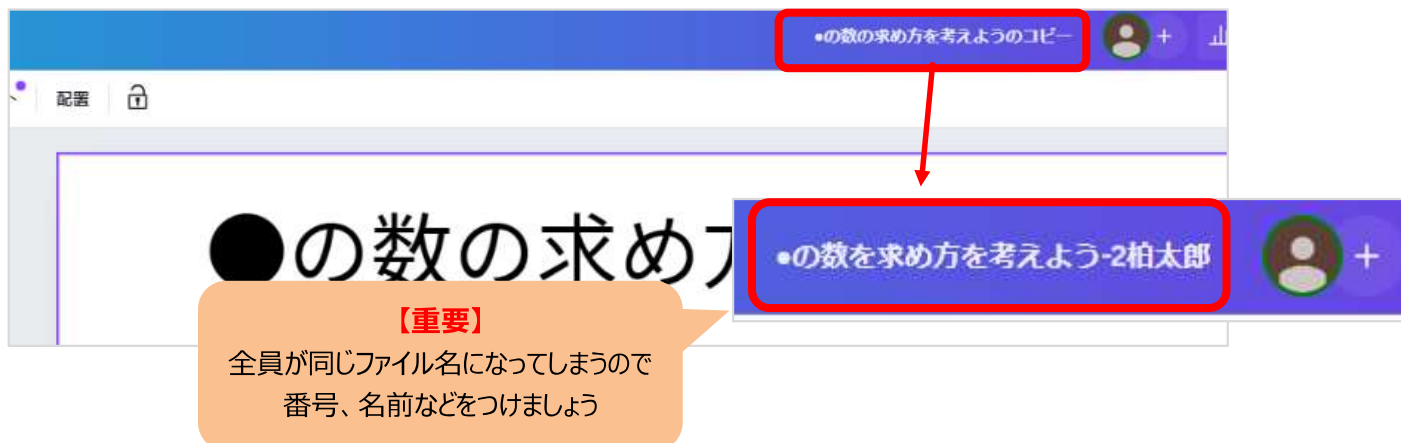 ●の数の求め方を考えようのコピー
配置
●の数の求め
●の数を求め方を考えよう-2柏太郎
【重要】
全員が同じファイル名になってしまうので
番号、名前などをつけましょう